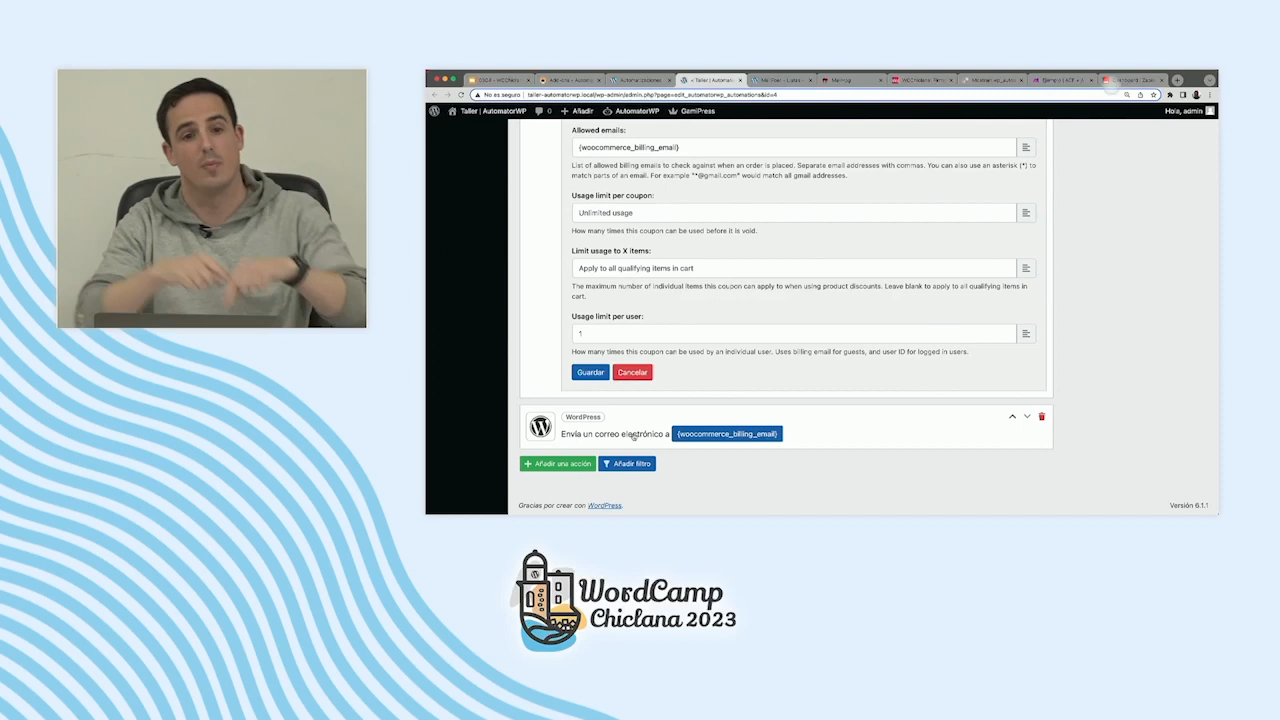 Automatizaciones
Taller | Automator
No es seguro | taller-automatorwp.local/wp-admin/admin.php?page=edit_automatorwp_automations&id=4
Taller | AutomatorWP 0 + Añadir AutomatorWP GamiPress Hola, admin
Allowed emails:
{woocommerce_billing_email}
List of allowed billing emails to check against when an order is placed. Separate email addresses with commas. You can also use an asterisk (*) to
match parts of an email. For example "*@gmail.com" would match all gmail addresses.
Usage limit per coupon:
Unlimited usage
How many times this coupon can be used before it is void.
Limit usage to X items:
Apply to all qualifying items in cart
The maximum number of individual items this coupon can apply to when using product discounts. Leave blank to apply to all qualifying items in
cart.
Usage limit per user:
1
How many times this coupon can be used by an individual user. Uses billing email for guests, and user ID for logged in users.
Guardar Cancelar
WordPress
Envía un correo electrónico a {woocommerce_billing_email}
+ Añadir una acción Añadir filtro
Gracias por crear con WordPress. Versión 6.1.1
WordCamp
Chiclana 2023